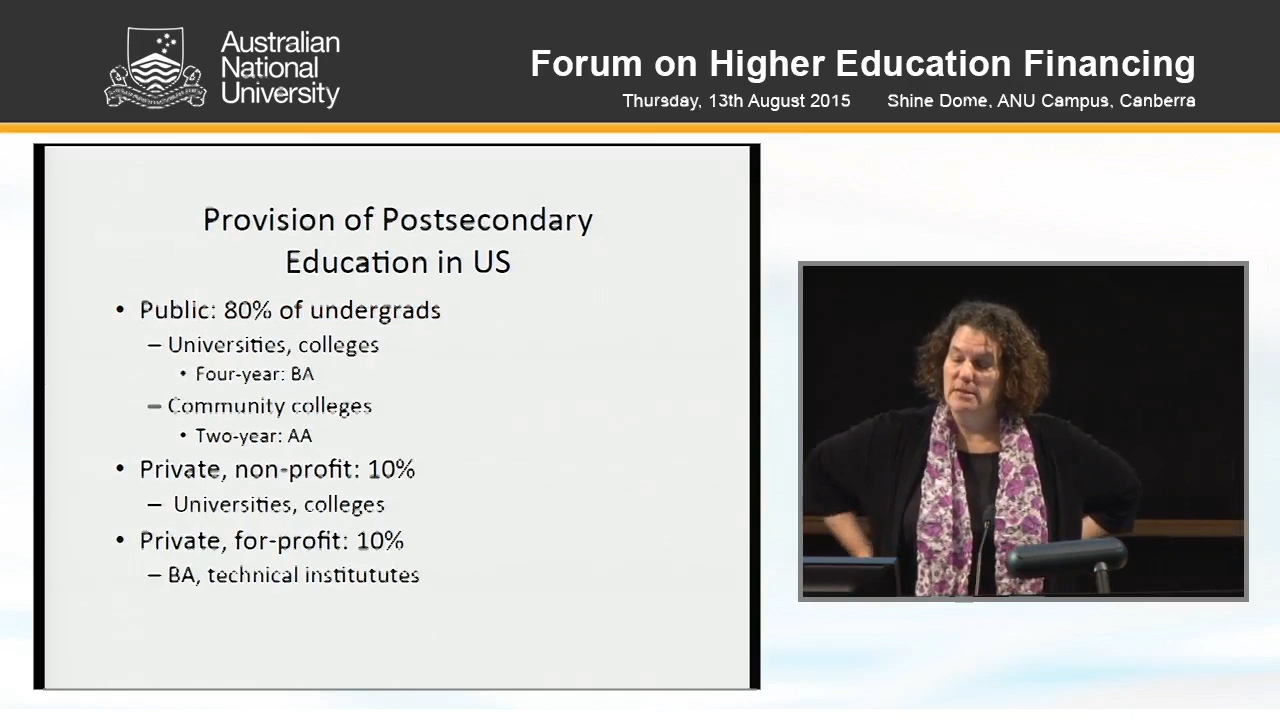 Australian
National
University
Forum on Higher Education Financing
Thursday, 13th August 2015 Shine Dome, ANU Campus, Canberra
Provision of Postsecondary
Education in US
• Public: 80% of undergrads
– Universities, colleges
• Four-year: BA
– Community colleges
• Two-year: AA
• Private, non-profit: 10%
– Universities, colleges
• Private, for-profit: 10%
– BA, technical institututes